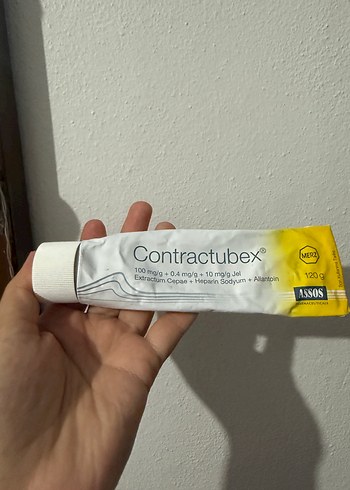 Contractubex®
100 mg/g + 0.4 mg/g + 10 mg/g Jel
Extractum Cepae + Heparin Sodyum + Allantoin
MERZ
120 G
ASSOS